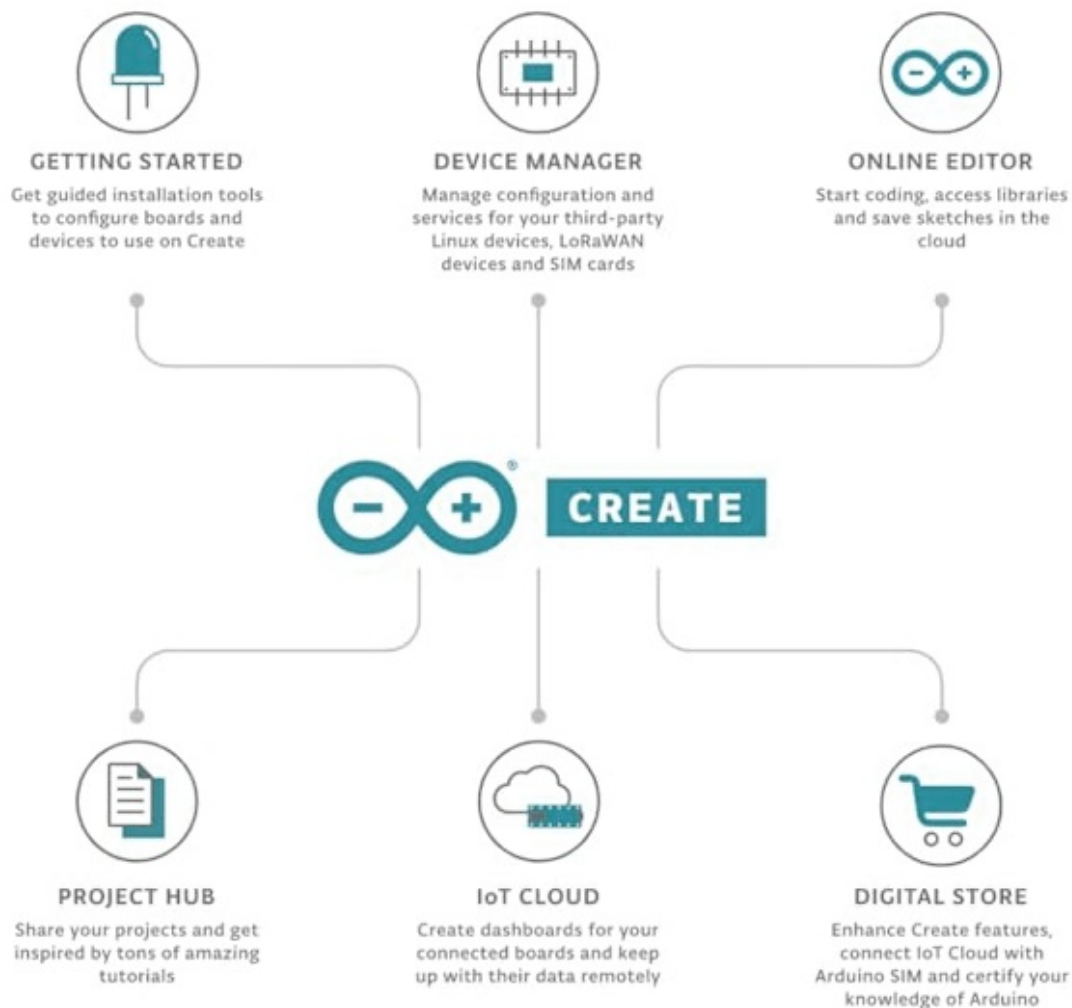 GETTING STARTED
Get guided installation tools
to configure boards and
devices to use on Create
DEVICE MANAGER
Manage configuration and
services for your third-party
Linux devices, LoRaWAN
devices and SIM cards
ONLINE EDITOR
Start coding, access libraries
and save sketches in the
cloud
®
CREATE
PROJECT HUB
Share your projects and get
inspired by tons of amazing
tutorials
IoT CLOUD
Create dashboards for your
connected boards and keep
up with their data remotely
DIGITAL STORE
Enhance Create features,
connect IoT Cloud with
Arduino SIM and certify your
knowledge of Arduino